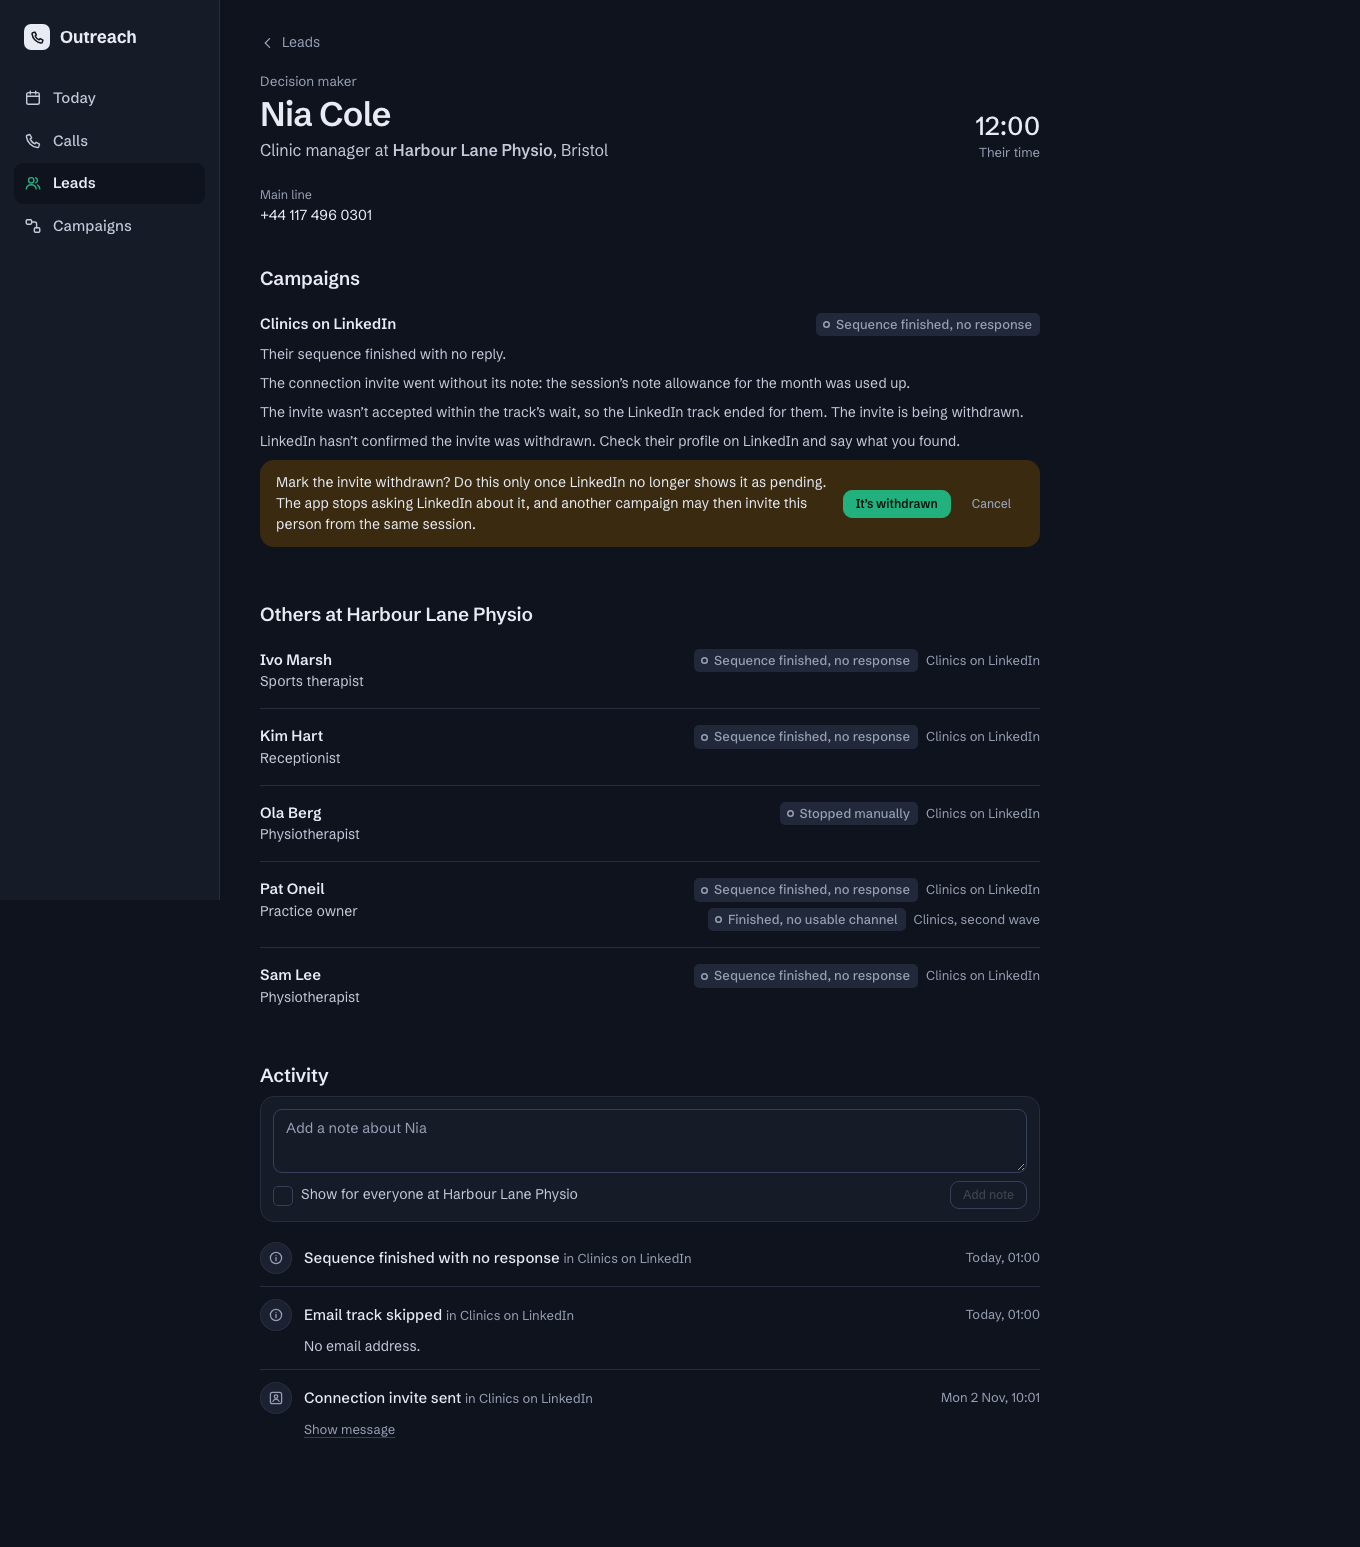 Outreach
Today
Calls
Leads
Campaigns
Leads
Decision maker
Nia Cole
Clinic manager at Harbour Lane Physio, Bristol
12:00
Their time
Main line
+44 117 496 0301
Campaigns
Clinics on LinkedIn
Sequence finished, no response
Their sequence finished with no reply.
The connection invite went without its note: the session’s note allowance for the month was used up.
The invite wasn’t accepted within the track’s wait, so the LinkedIn track ended for them. The invite is being withdrawn.
LinkedIn hasn’t confirmed the invite was withdrawn. Check their profile on LinkedIn and say what you found.
Mark the invite withdrawn? Do this only once LinkedIn no longer shows it as pending.
The app stops asking LinkedIn about it, and another campaign may then invite this
person from the same session.
It’s withdrawn
Cancel
Others at Harbour Lane Physio
Ivo Marsh
Sequence finished, no response Clinics on LinkedIn
Sports therapist
Kim Hart
Sequence finished, no response Clinics on LinkedIn
Receptionist
Ola Berg
Stopped manually Clinics on LinkedIn
Physiotherapist
Pat Oneil
Sequence finished, no response Clinics on LinkedIn
Practice owner
Finished, no usable channel Clinics, second wave
Sam Lee
Sequence finished, no response Clinics on LinkedIn
Physiotherapist
Activity
Add a note about Nia
Show for everyone at Harbour Lane Physio
Add note
Sequence finished with no response in Clinics on LinkedIn
Today, 01:00
Email track skipped in Clinics on LinkedIn
Today, 01:00
No email address.
Connection invite sent in Clinics on LinkedIn
Mon 2 Nov, 10:01
Show message